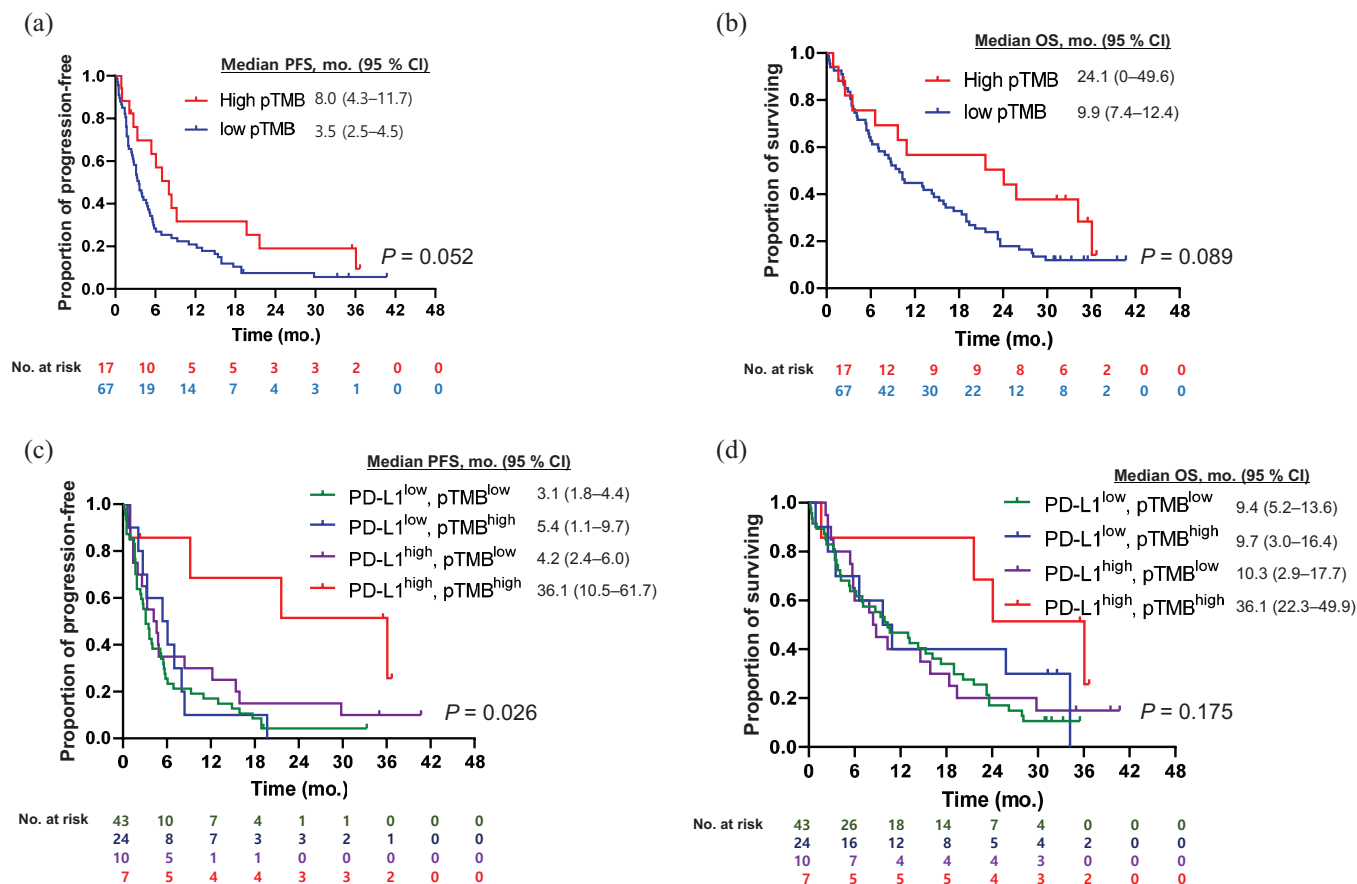 (a)
Median PFS, mo. (95 % CI)
High pTMB 8.0 (4.3–11.7)
low pTMB 3.5 (2.5–4.5)
Proportion of progression-free
1.0
0.8
0.6
0.4
0.2
0.0
P = 0.052
0 6 12 18 24 30 36 42 48
Time (mo.)
No. at risk 17 10 5 5 3 3 2 0 0
67 19 14 7 4 3 1 0 0
(b)
Median OS, mo. (95 % CI)
High pTMB 24.1 (0–49.6)
low pTMB 9.9 (7.4–12.4)
Proportion of surviving
1.0
0.8
0.6
0.4
0.2
0.0
P = 0.089
0 6 12 18 24 30 36 42 48
Time (mo.)
No. at risk 17 12 9 9 8 6 2 0 0
67 42 30 22 12 8 2 0 0
(c)
Median PFS, mo. (95 % CI)
PD-L1low, pTMBlow 3.1 (1.8–4.4)
PD-L1low, pTMBhigh 5.4 (1.1–9.7)
PD-L1high, pTMBlow 4.2 (2.4–6.0)
PD-L1high, pTMBhigh 36.1 (10.5–61.7)
Proportion of progression-free
1.0
0.8
0.6
0.4
0.2
0.0
P = 0.026
0 6 12 18 24 30 36 42 48
Time (mo.)
No. at risk 43 10 7 4 1 1 0 0 0
24 8 7 3 3 2 1 0 0
10 5 1 1 0 0 0 0 0
7 5 4 4 3 3 2 0 0
(d)
Median OS, mo. (95 % CI)
PD-L1low, pTMBlow 9.4 (5.2–13.6)
PD-L1low, pTMBhigh 9.7 (3.0–16.4)
PD-L1high, pTMBlow 10.3 (2.9–17.7)
PD-L1high, pTMBhigh 36.1 (22.3–49.9)
Proportion of surviving
1.0
0.8
0.6
0.4
0.2
0.0
P = 0.175
0 6 12 18 24 30 36 42 48
Time (mo.)
No. at risk 43 26 18 14 7 4 0 0 0
24 16 12 8 5 4 2 0 0
10 7 4 4 4 3 0 0 0
7 5 5 5 4 3 2 0 0